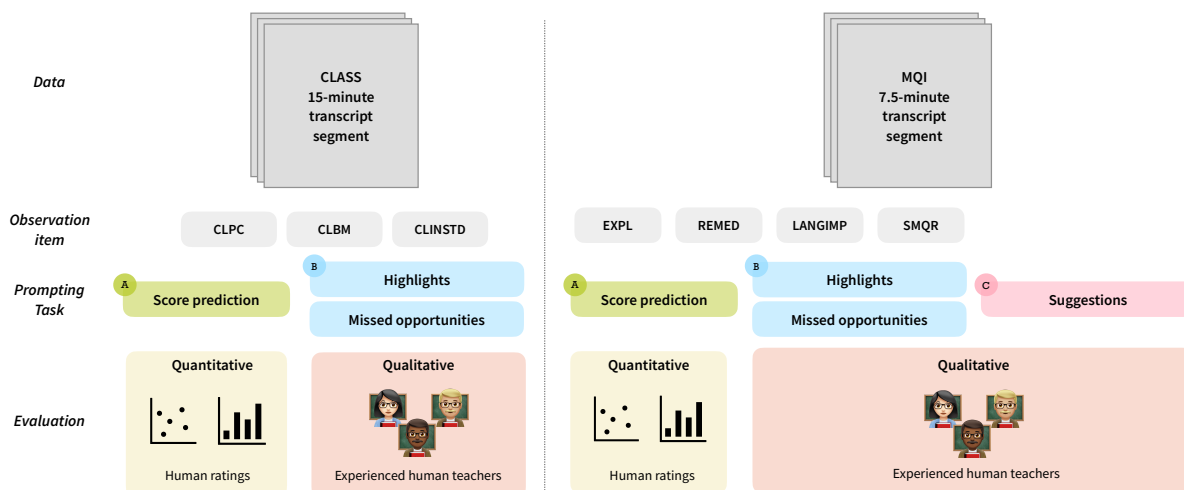 Data
CLASS
15-minute
transcript
segment
MQI
7.5-minute
transcript
segment
Observation
item
CLPC
CLBM
CLINSTD
EXPL
REMED
LANGIMP
SMQR
Prompting
Task
A
Score prediction
B
Highlights
Missed opportunities
A
Score prediction
B
Highlights
Missed opportunities
C
Suggestions
Evaluation
Quantitative
Human ratings
Qualitative
Experienced human teachers
Quantitative
Human ratings
Qualitative
Experienced human teachers